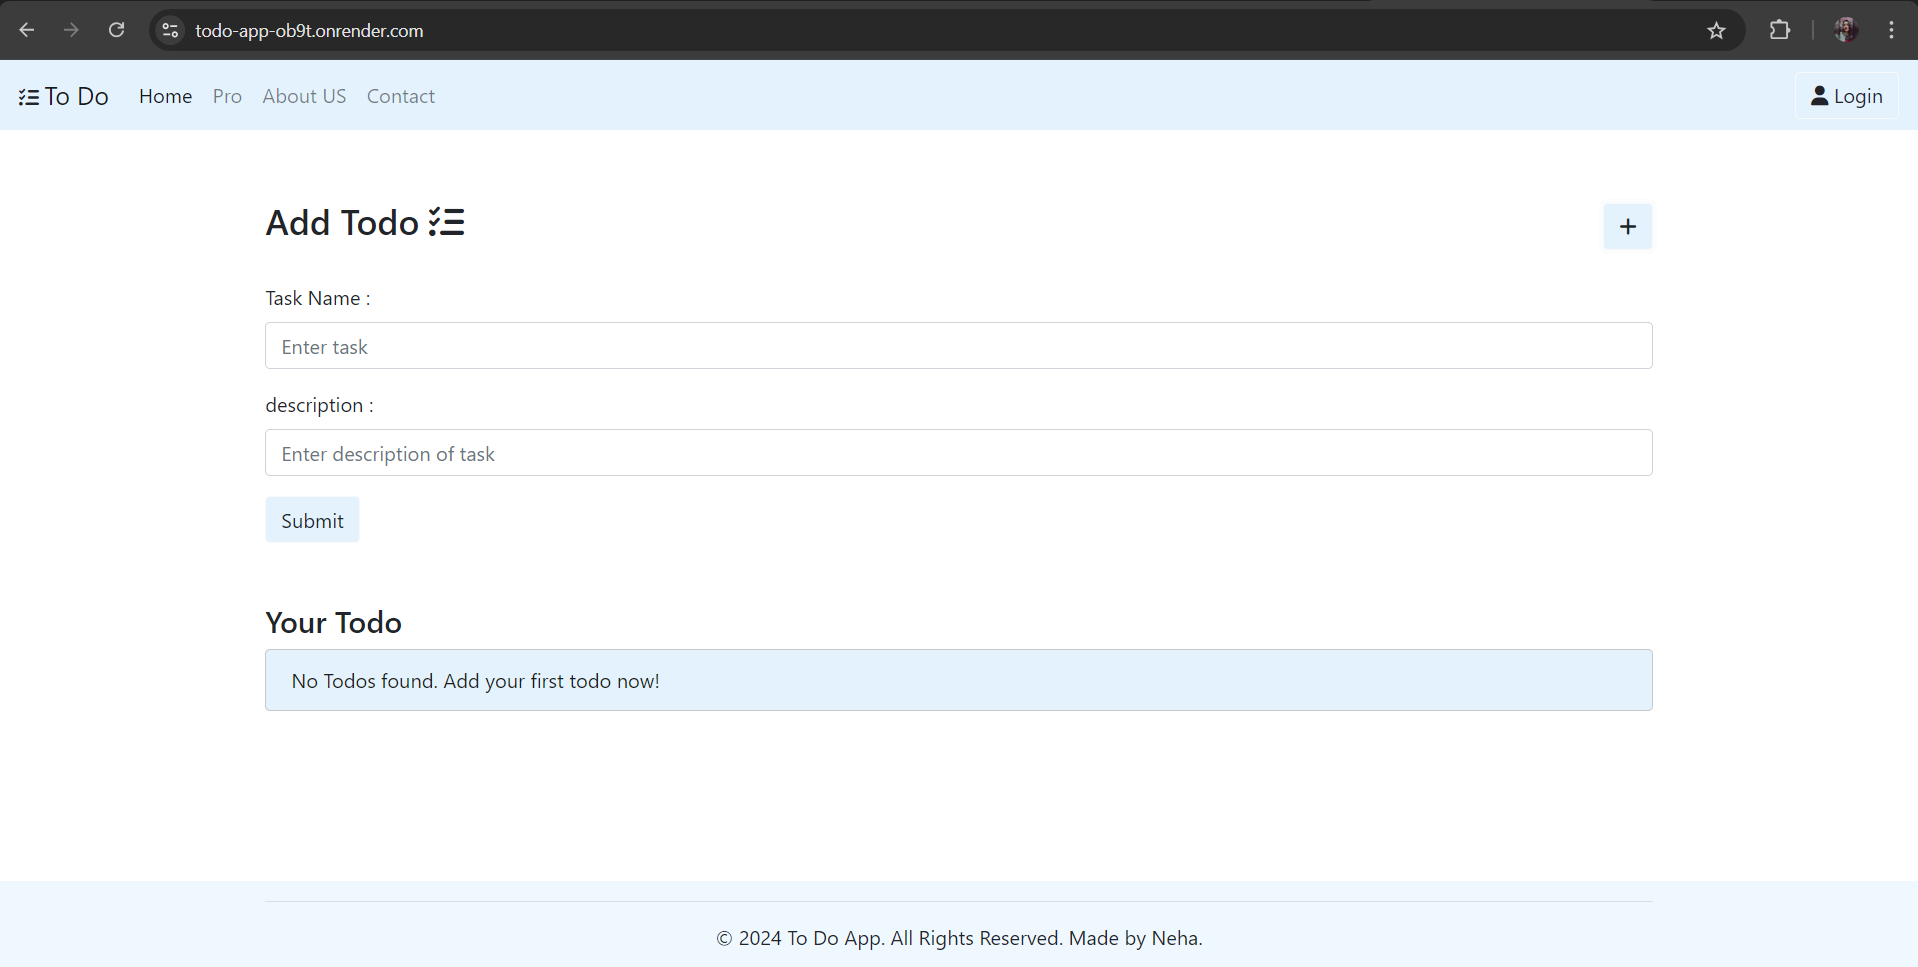 todo-app-ob9t.onrender.com
To Do Home Pro About US Contact Login
Add Todo
Task Name :
Enter task
description :
Enter description of task
Submit
Your Todo
No Todos found. Add your first todo now!
© 2024 To Do App. All Rights Reserved. Made by Neha.